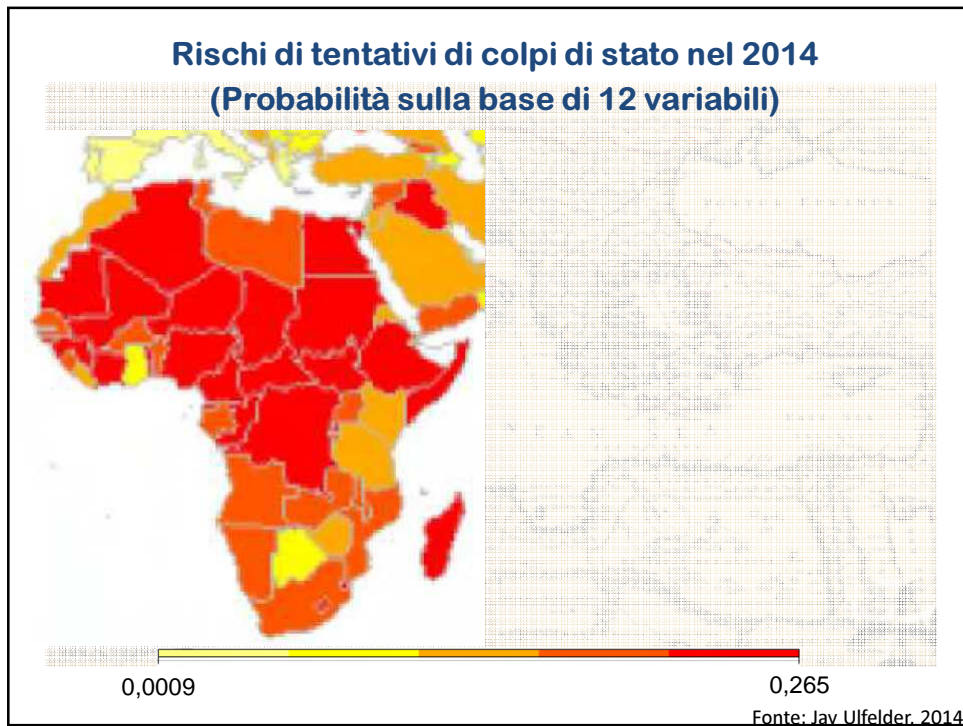 Rischi di tentativi di colpi di stato nel 2014
(Probabilità sulla base di 12 variabili)
0,0009
0,265
Fonte: Jay Ulfelder, 2014